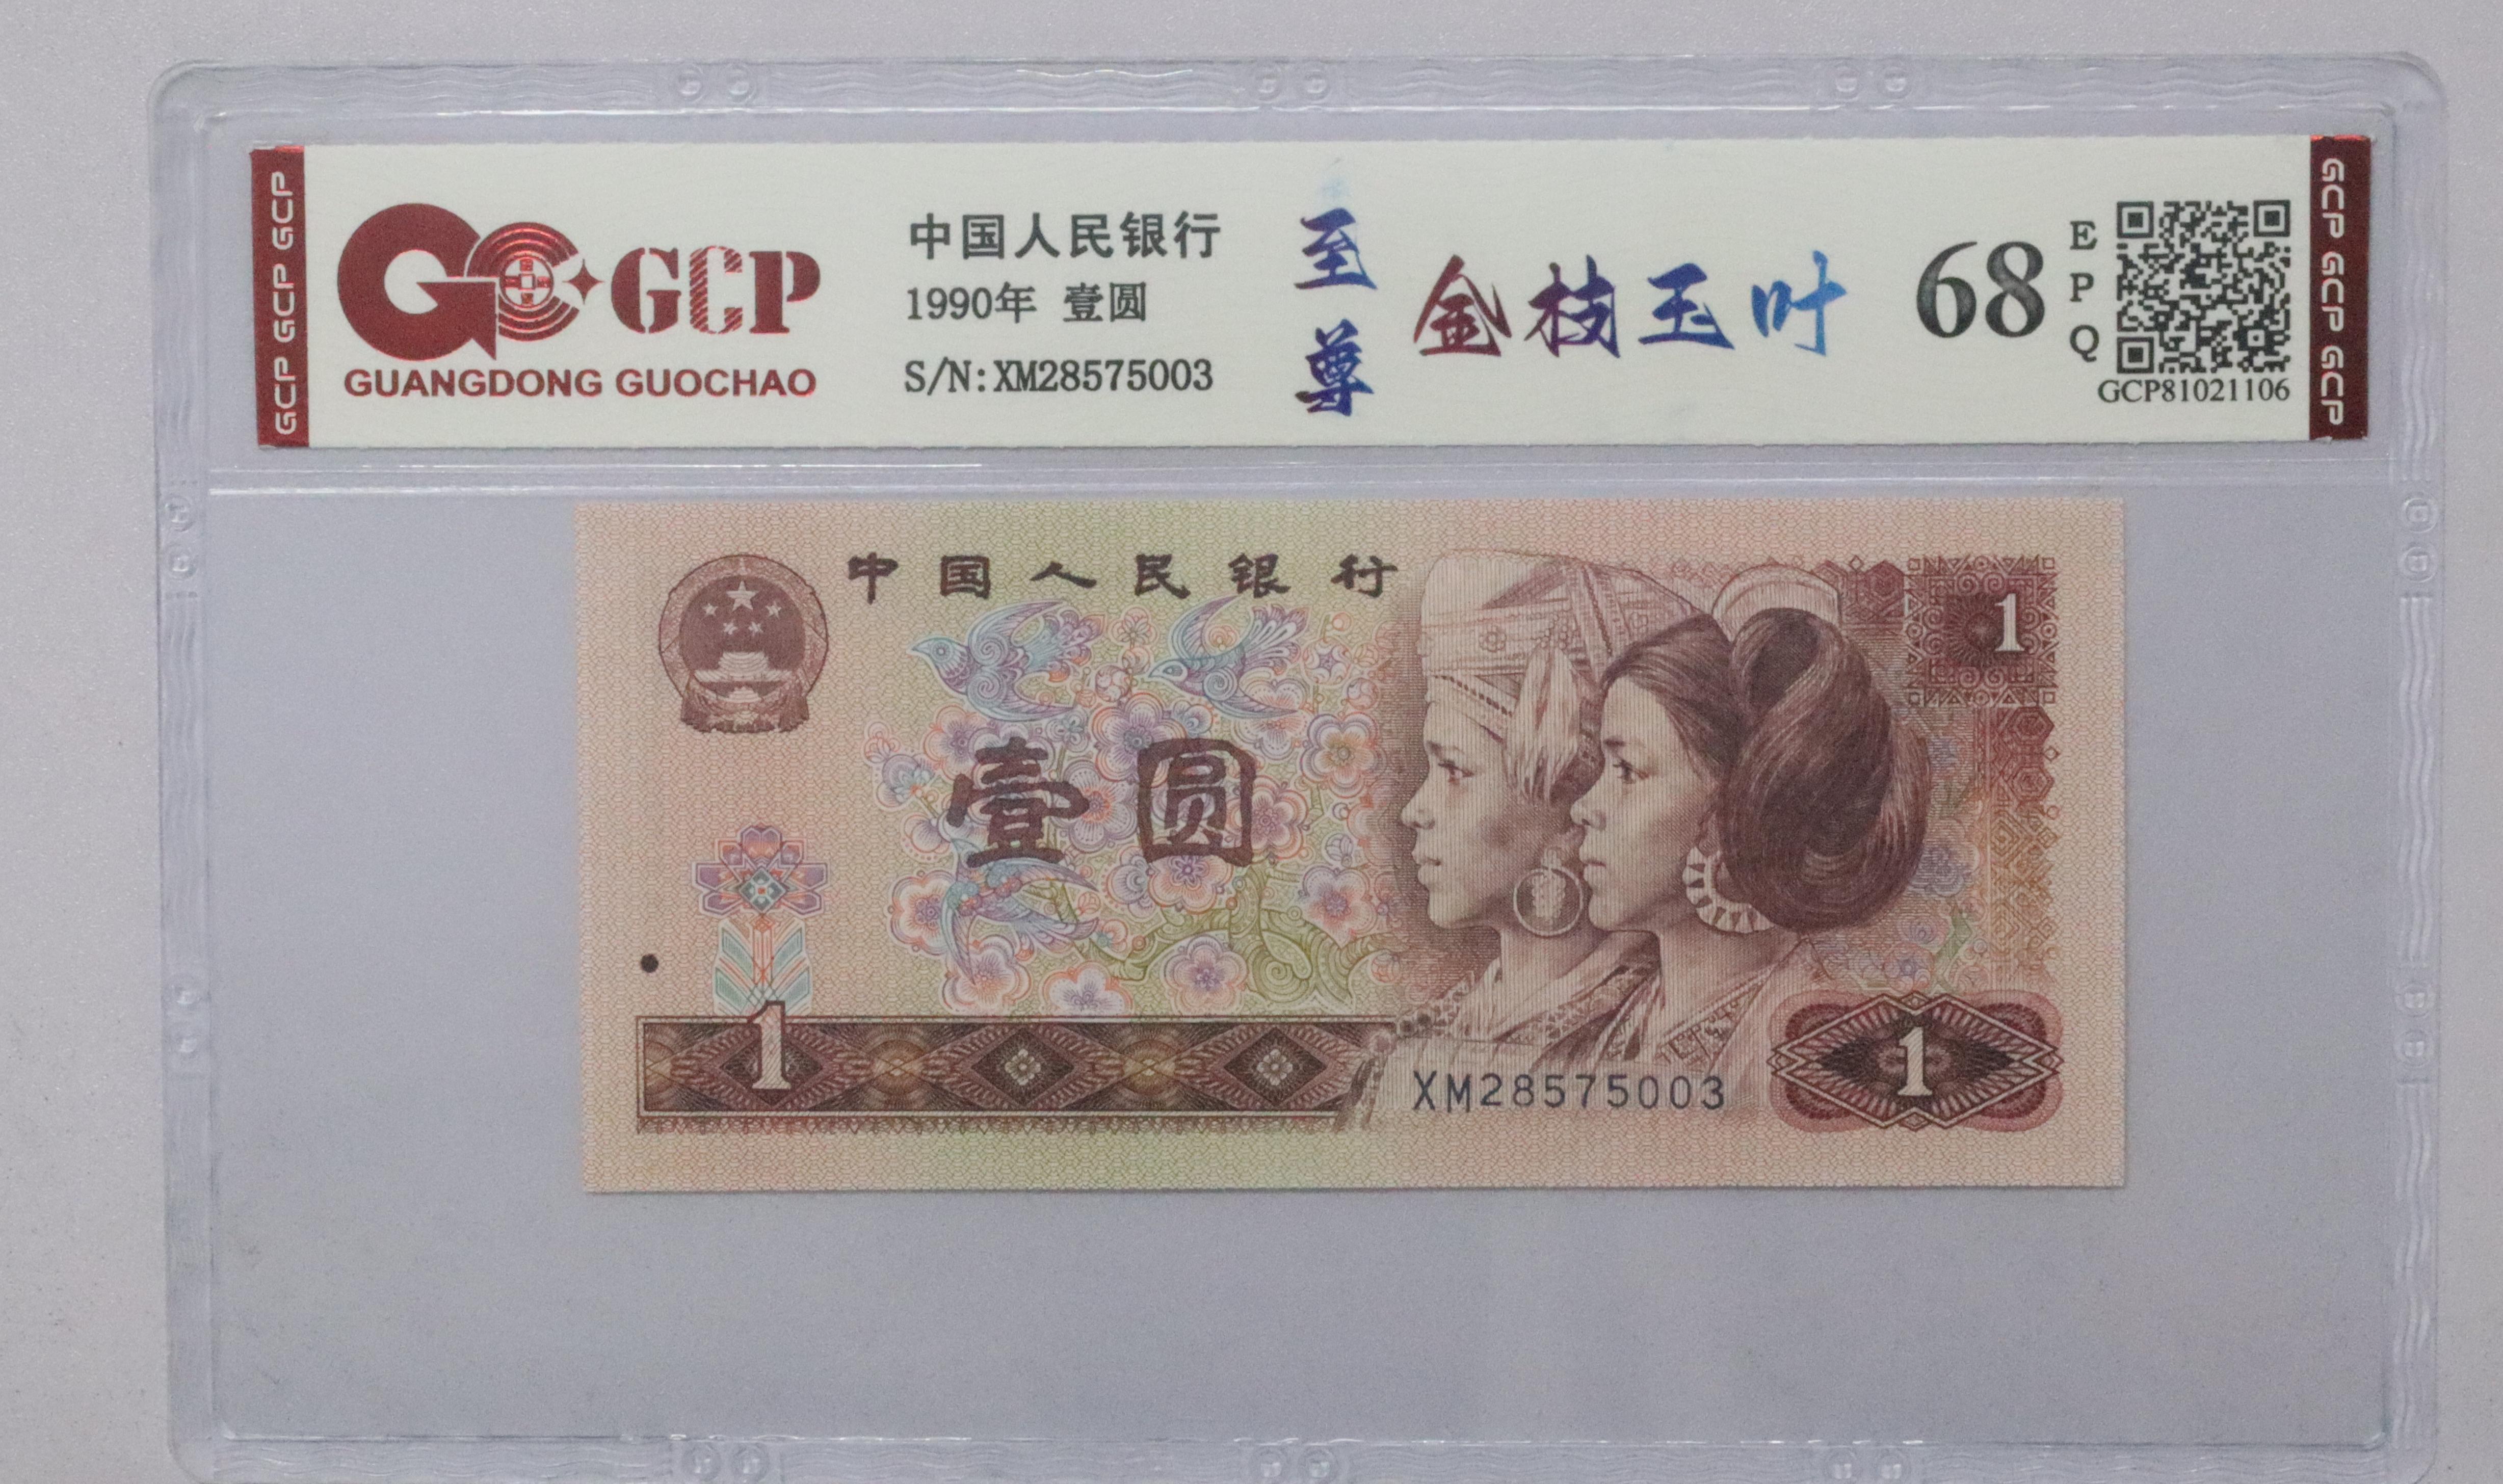 GCP GCP GCP
GCP
GUANGDONG GUOCHAO
中国人民银行
1990年 壹圆
S/N:XM28575003
至尊
金枝玉叶
68
EPQ
GCP81021106
GCP GCP GCP
中国人民银行
1
壹圆
1
XM28575003
1